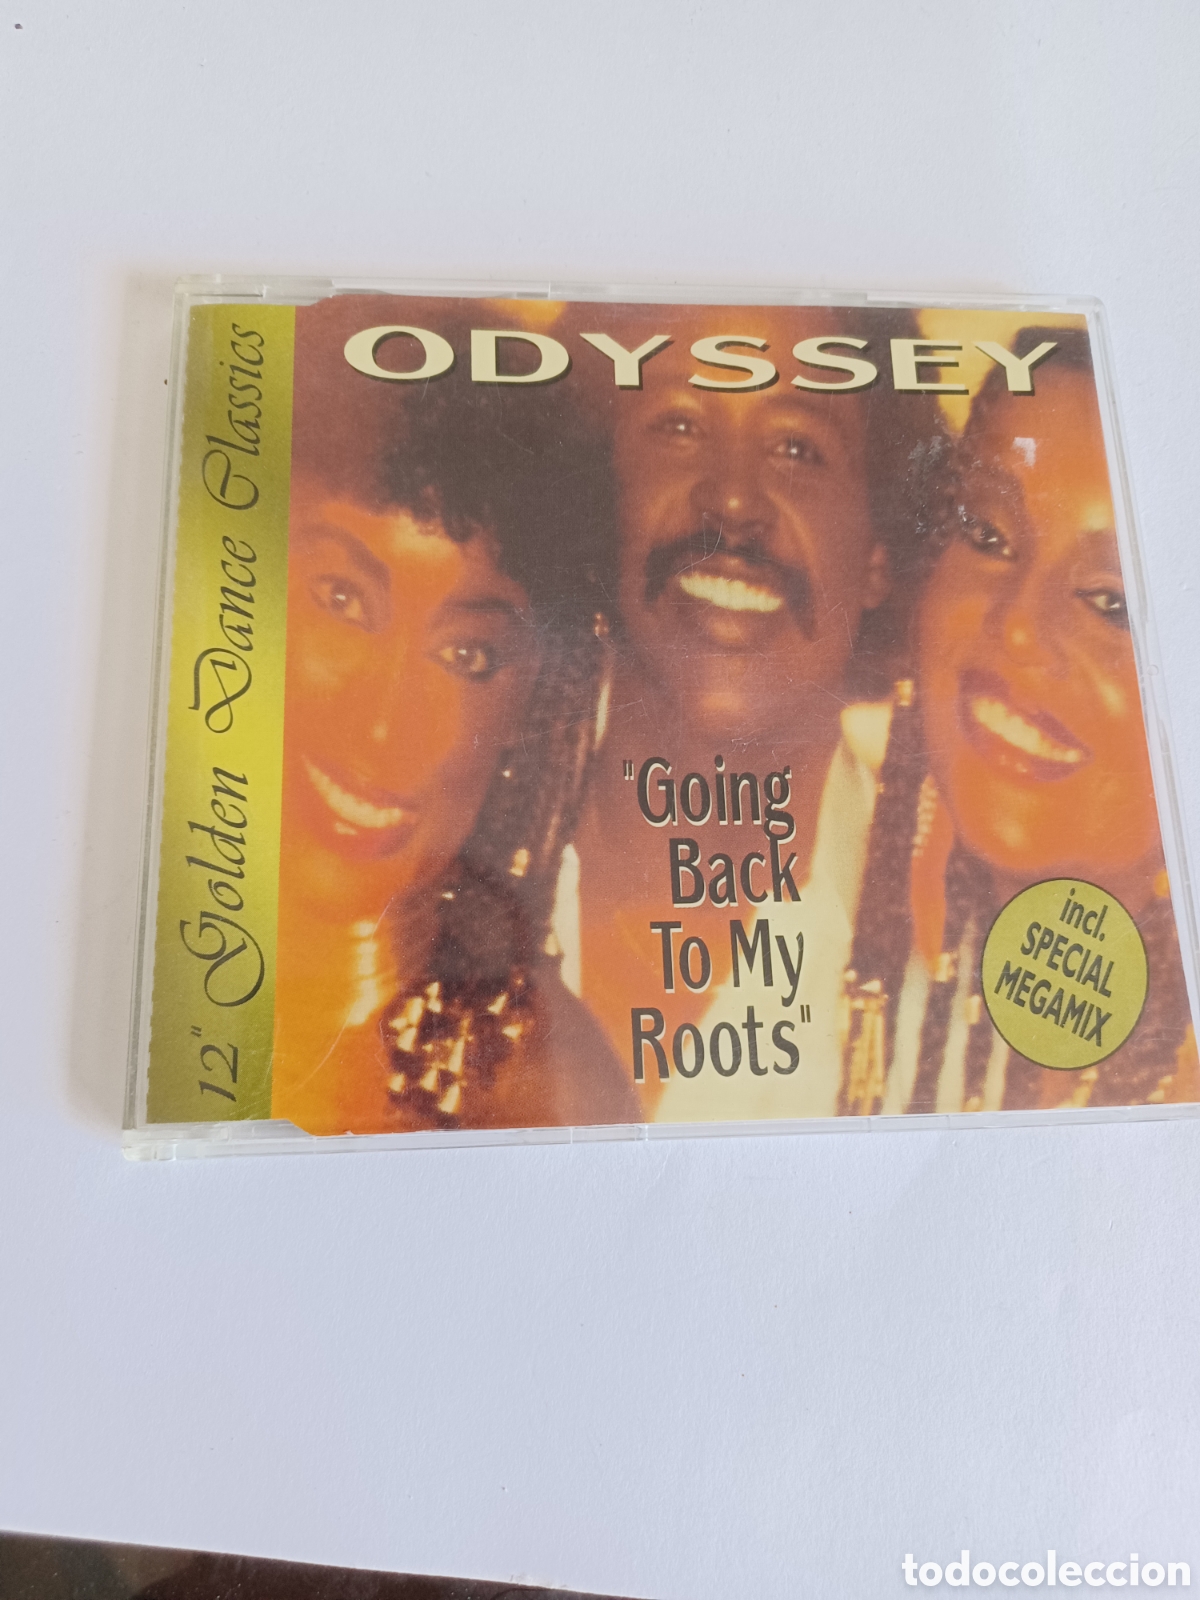 ODYSSEY
12" Golden Dance Classics
"Going
Back
To My
Roots"
incl.
SPECIAL
MEGAMIX
todocoleccion